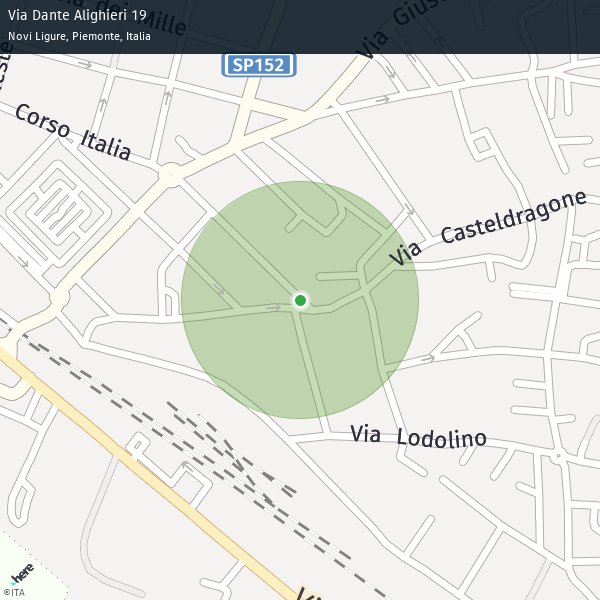 Via Dante Alighieri 19
Novi Ligure, Piemonte, Italia
dei Mille
Via
SP152
Corso Italia
Via Casteldragone
Via Lodolino
here
©ITA